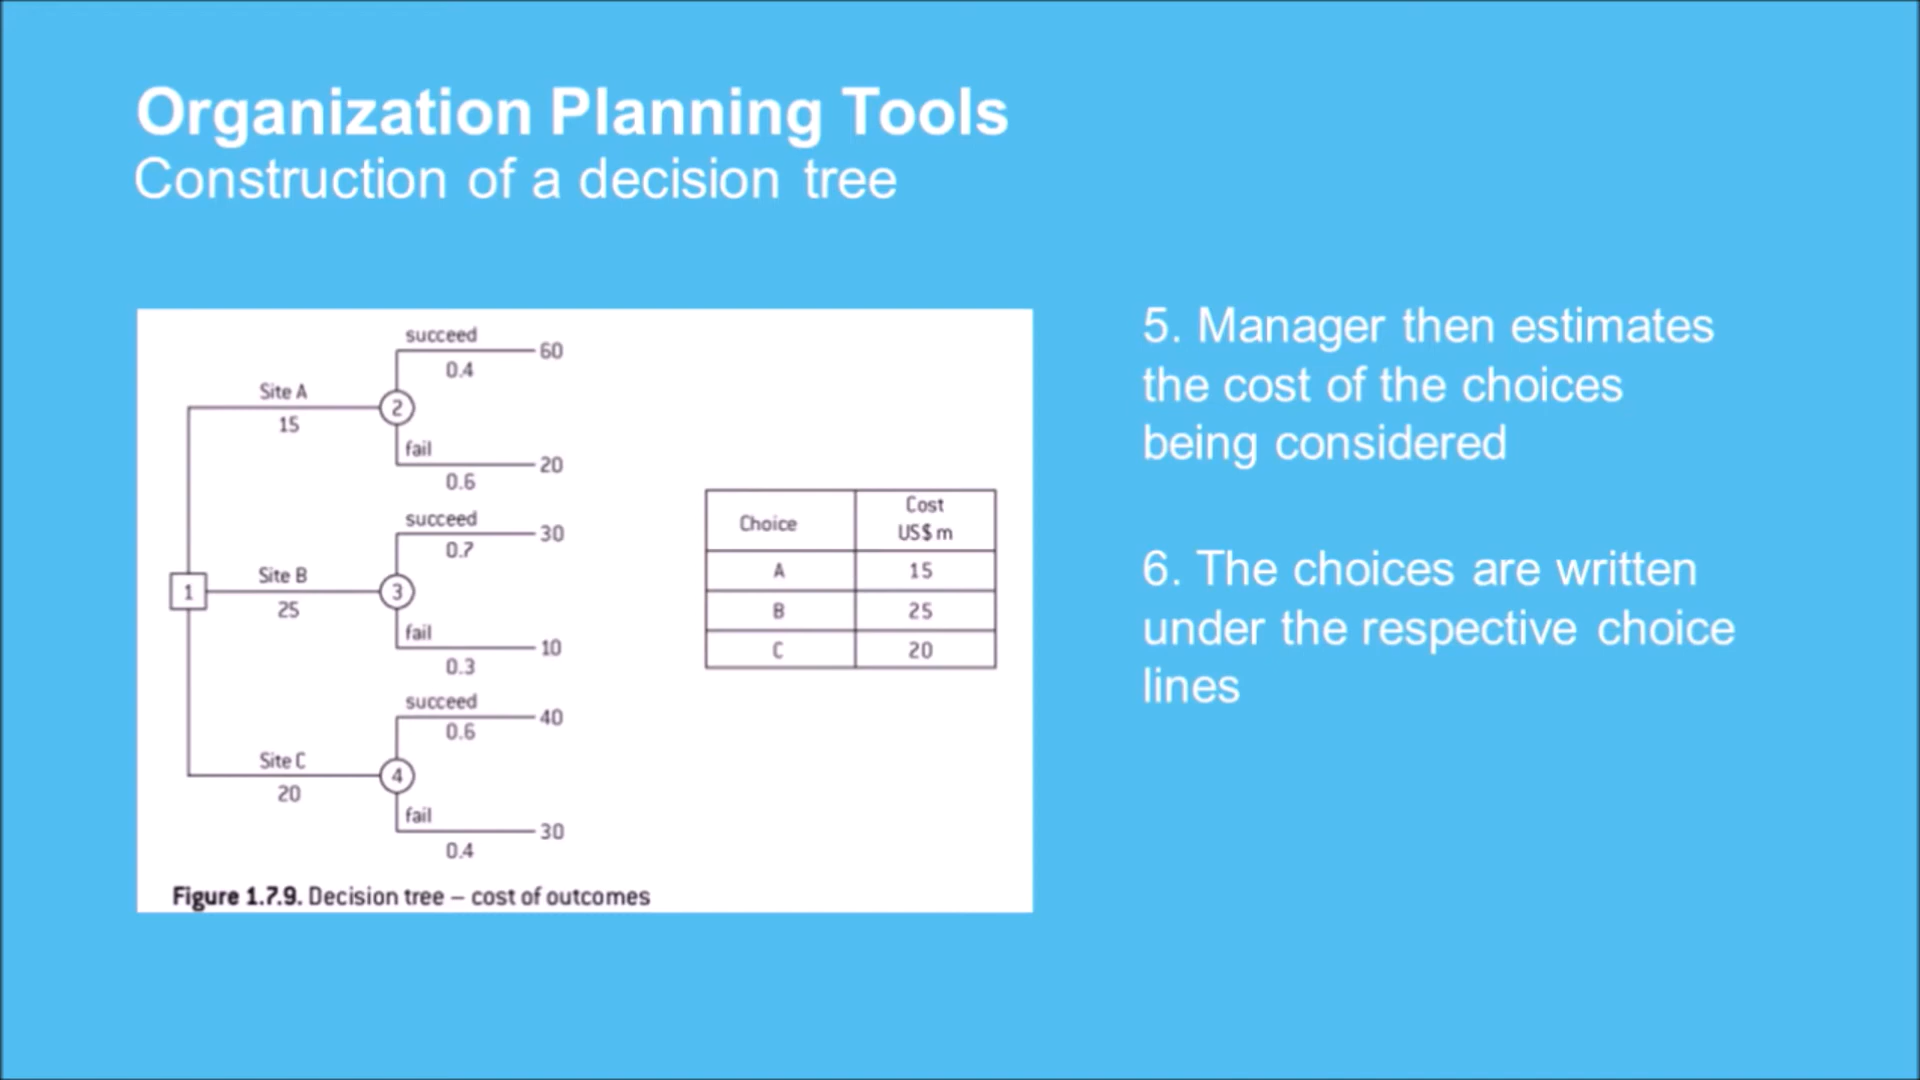 Organization Planning Tools
Construction of a decision tree
succeed
60
0.4
Site A
15
2
fail
20
0.6
succeed
30
0.7
Site B
1
25
3
fail
10
0.3
succeed
40
0.6
Site C
20
4
fail
30
0.4
Choice Cost US$ m
A 15
B 25
C 20
Figure 1.7.9. Decision tree – cost of outcomes
5. Manager then estimates
the cost of the choices
being considered
6. The choices are written
under the respective choice
lines